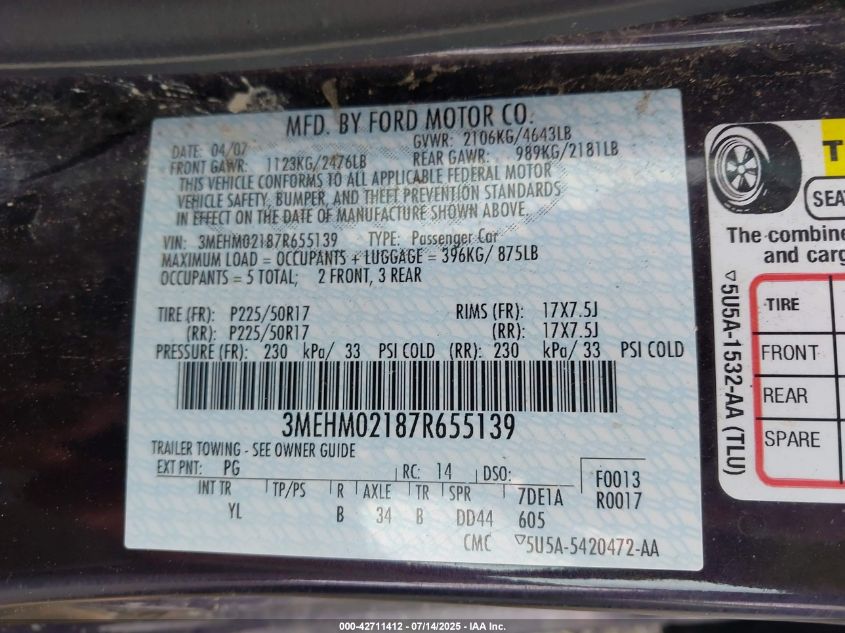 MFD. BY FORD MOTOR CO.
DATE: 04/07 GVWR: 2106KG/4643LB
FRONT GAWR: 1123KG/2476LB REAR GAWR: 989KG/2181LB
THIS VEHICLE CONFORMS TO ALL APPLICABLE FEDERAL MOTOR
VEHICLE SAFETY, BUMPER, AND THEFT PREVENTION STANDARDS
IN EFFECT ON THE DATE OF MANUFACTURE SHOWN ABOVE.
VIN: 3MEHM02187R655139 TYPE: Passenger Car
MAXIMUM LOAD = OCCUPANTS + LUGGAGE = 396KG/ 875LB
OCCUPANTS = 5 TOTAL; 2 FRONT, 3 REAR
TIRE (FR): P225/50R17 RIMS (FR): 17X7.5J
(RR): P225/50R17 (RR): 17X7.5J
PRESSURE (FR): 230 kPa/ 33 PSI COLD (RR): 230 kPa/ 33 PSI COLD
3MEHM02187R655139
TRAILER TOWING - SEE OWNER GUIDE
EXT PNT: PG RC: 14 DSO: F0013
INT TR TP/PS R AXLE TR SPR 7DE1A R0017
YL B 34 B DD44 605
CMC ▽5U5A-5420472-AA
T
SEA
The combine
and carg
TIRE
FRONT
REAR
SPARE
▽5U5A-1532-AA (TLU)
000-42711412 - 07/14/2025 - IAA Inc.